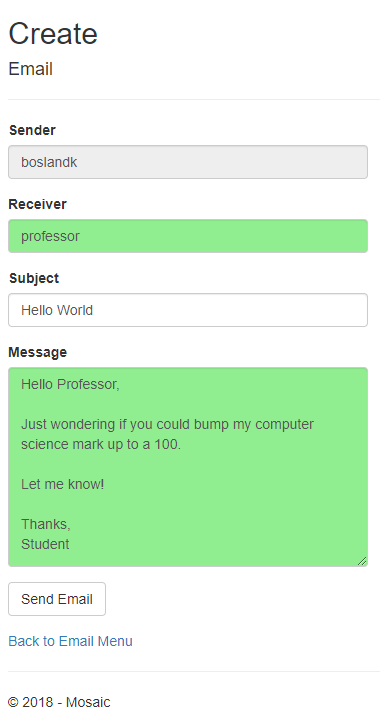 Create
Email
Sender
boslandk
Receiver
professor
Subject
Hello World
Message
Hello Professor,
Just wondering if you could bump my computer
science mark up to a 100.
Let me know!
Thanks,
Student
Send Email
Back to Email Menu
© 2018 - Mosaic